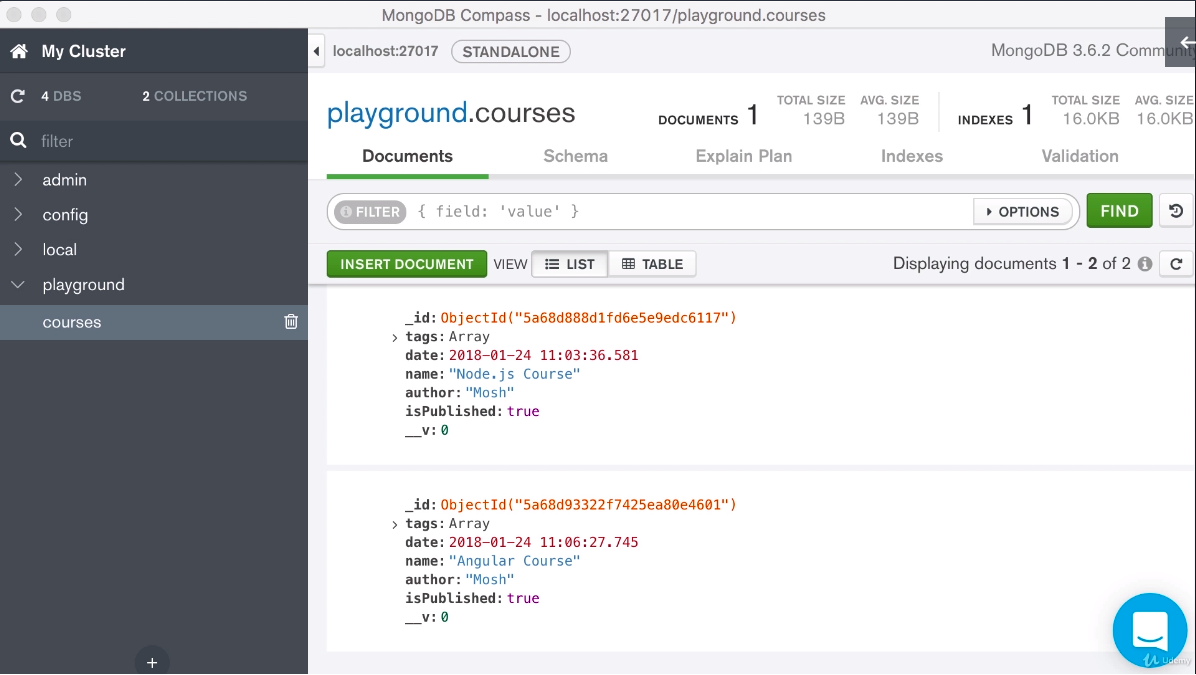 MongoDB Compass - localhost:27017/playground.courses
My Cluster
localhost:27017 STANDALONE MongoDB 3.6.2 Community
4 DBS 2 COLLECTIONS
filter
admin
config
local
playground
courses
playground.courses
DOCUMENTS 1 TOTAL SIZE 139B AVG. SIZE 139B
INDEXES 1 TOTAL SIZE 16.0KB AVG. SIZE 16.0KB
Documents Schema Explain Plan Indexes Validation
FILTER { field: 'value' } OPTIONS FIND
INSERT DOCUMENT VIEW LIST TABLE Displaying documents 1 - 2 of 2
_id: ObjectId("5a68d888d1fd6e5e9edc6117")
tags: Array
date: 2018-01-24 11:03:36.581
name: "Node.js Course"
author: "Mosh"
isPublished: true
__v: 0
_id: ObjectId("5a68d93322f7425ea80e4601")
tags: Array
date: 2018-01-24 11:06:27.745
name: "Angular Course"
author: "Mosh"
isPublished: true
__v: 0
Udemy